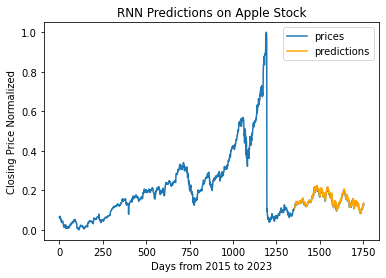 RNN Predictions on Apple Stock
prices
predictions
Closing Price Normalized
1.0
0.8
0.6
0.4
0.2
0.0
0 250 500 750 1000 1250 1500 1750
Days from 2015 to 2023